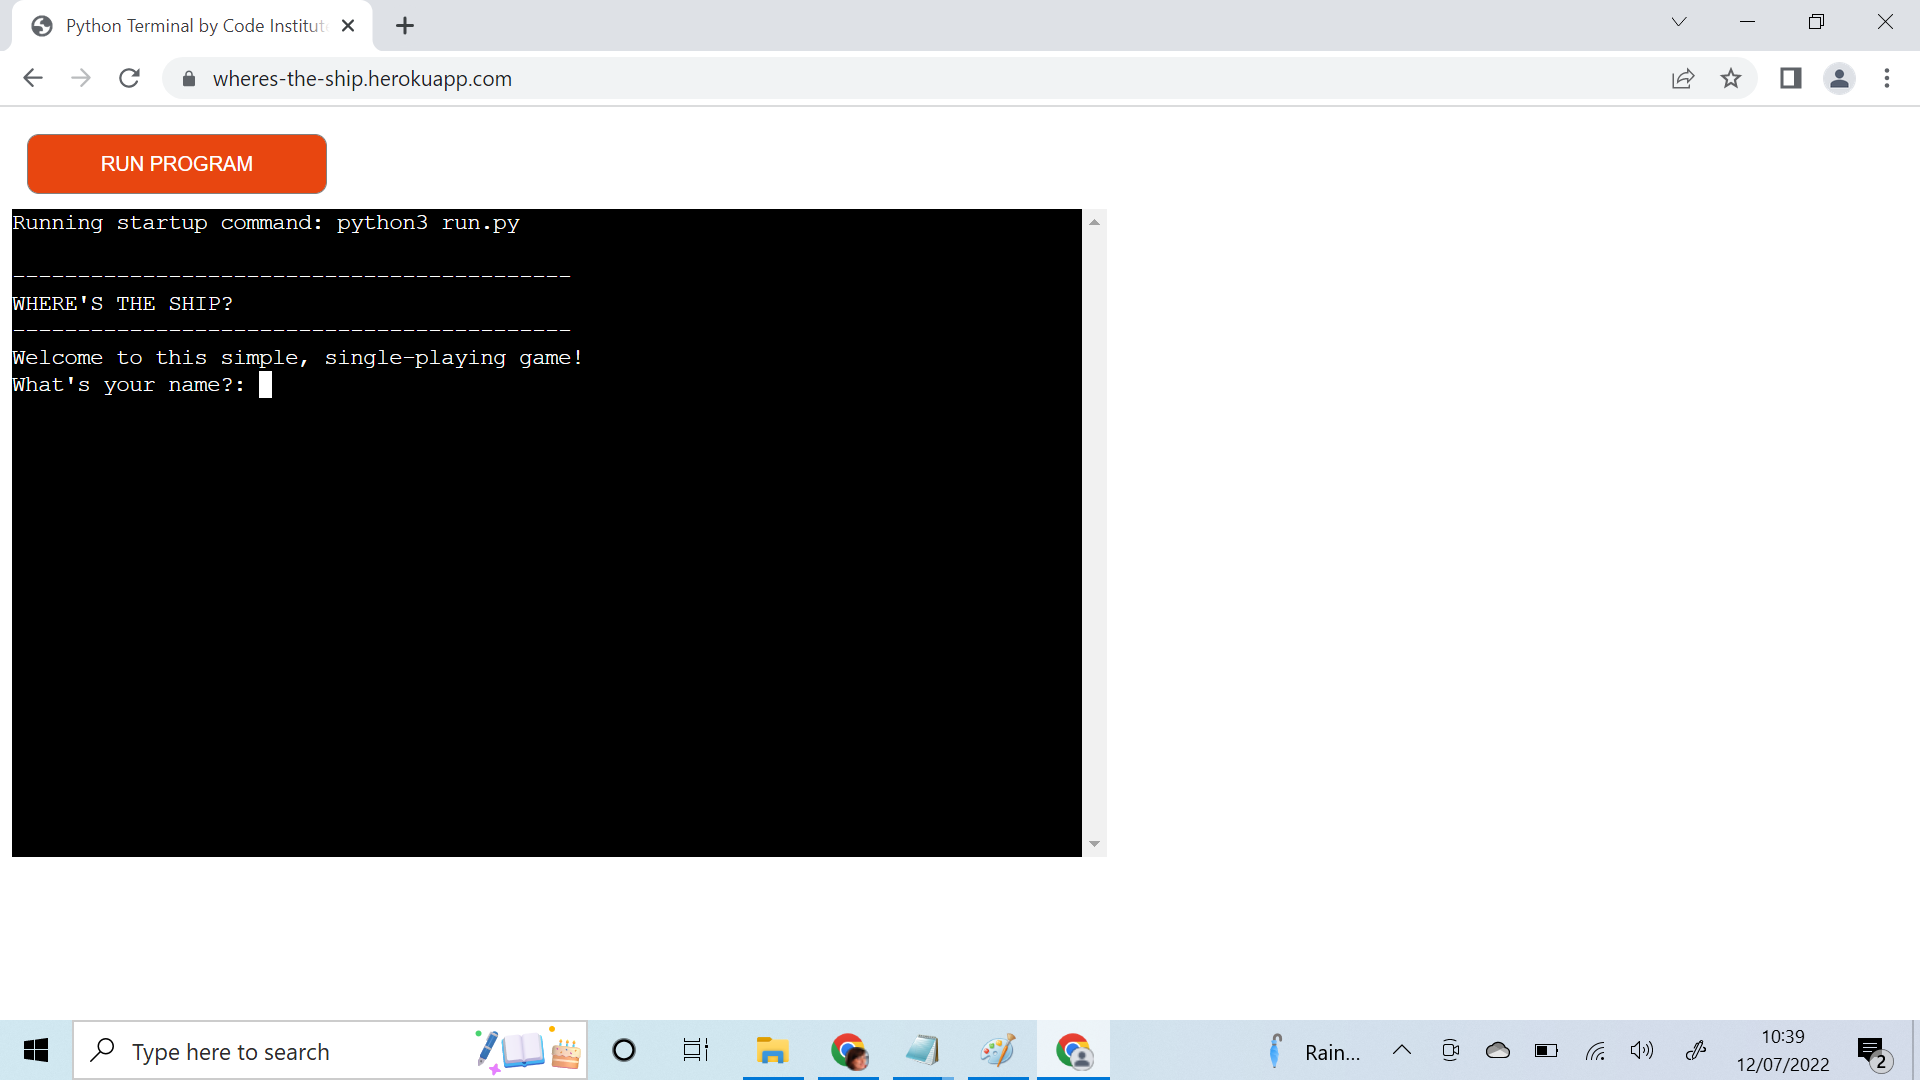 Python Terminal by Code Institut
wheres-the-ship.herokuapp.com
RUN PROGRAM
Running startup command: python3 run.py
-------------------------------------------
WHERE'S THE SHIP?
-------------------------------------------
Welcome to this simple, single-playing game!
What's your name?:
Type here to search
Rain...
10:39
12/07/2022
2